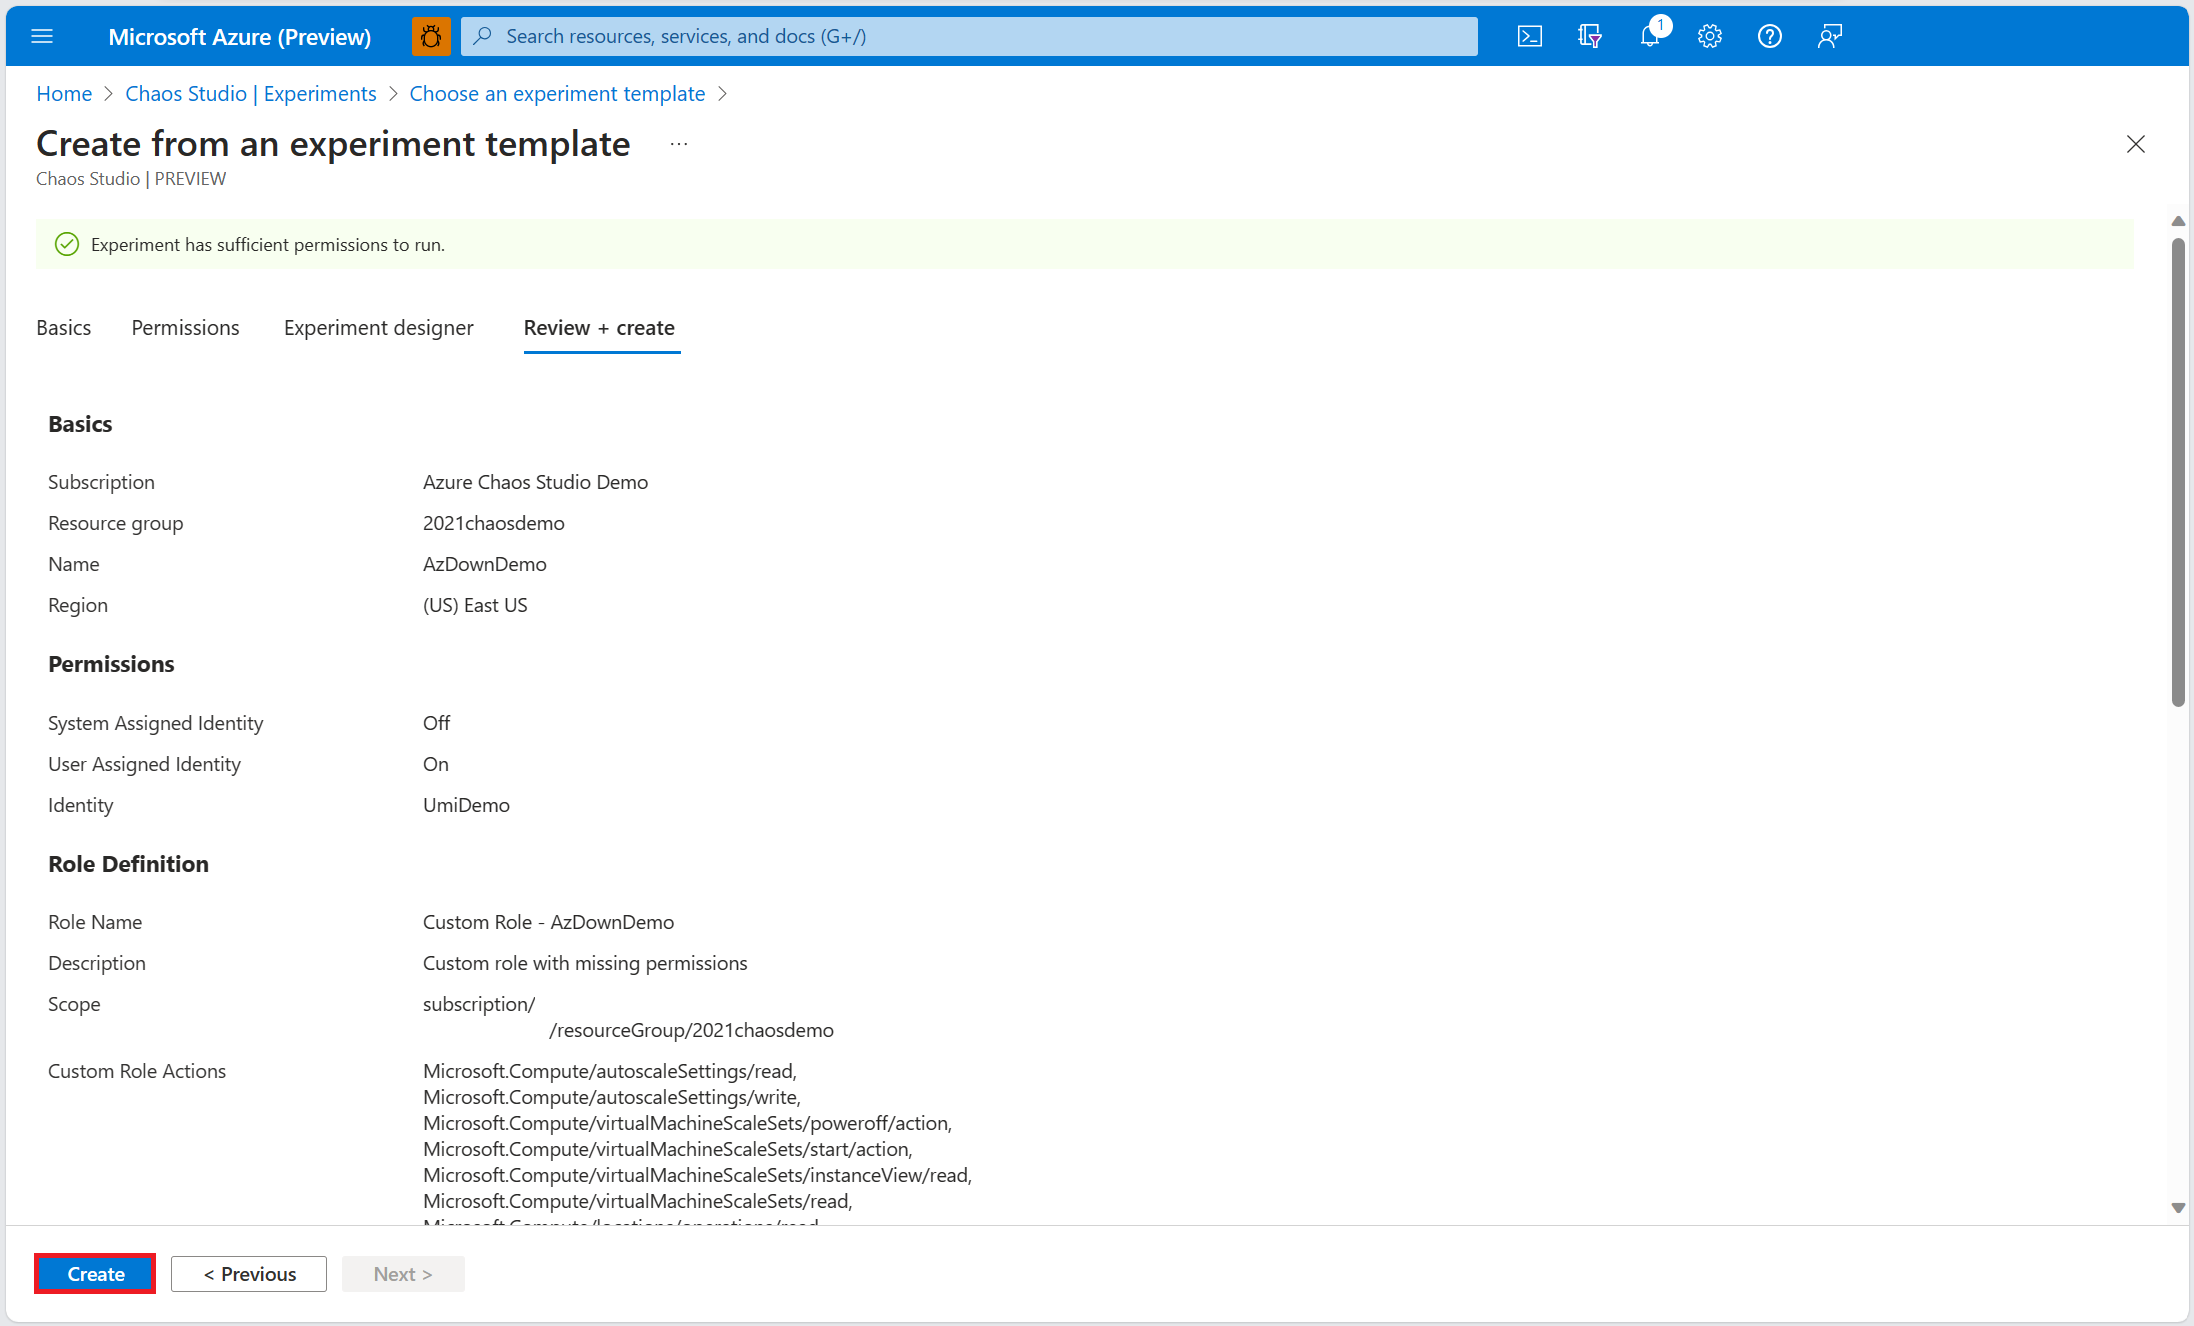 Microsoft Azure (Preview)
Search resources, services, and docs (G+/)
1
Home > Chaos Studio | Experiments > Choose an experiment template >
Create from an experiment template ...
Chaos Studio | PREVIEW
Experiment has sufficient permissions to run.
Basics Permissions Experiment designer Review + create
Basics
Subscription Azure Chaos Studio Demo
Resource group 2021chaosdemo
Name AzDownDemo
Region (US) East US
Permissions
System Assigned Identity Off
User Assigned Identity On
Identity UmiDemo
Role Definition
Role Name Custom Role - AzDownDemo
Description Custom role with missing permissions
Scope subscription/
/resourceGroup/2021chaosdemo
Custom Role Actions Microsoft.Compute/autoscaleSettings/read,
Microsoft.Compute/autoscaleSettings/write,
Microsoft.Compute/virtualMachineScaleSets/poweroff/action,
Microsoft.Compute/virtualMachineScaleSets/start/action,
Microsoft.Compute/virtualMachineScaleSets/instanceView/read,
Microsoft.Compute/virtualMachineScaleSets/read,
Microsoft.Compute/locations/operations/read
Create < Previous Next >